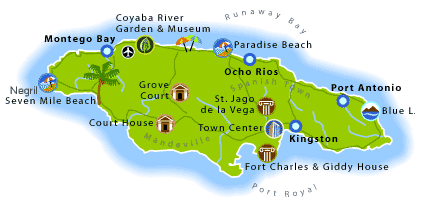 Coyaba River
Garden & Museum
Runaway Bay
Montego Bay
Paradise Beach
Ocho Rios
Negril
Seven Mile Beach
Grove
Court
Spanish Town
Port Antonio
St. Jago
de la Vega
Blue L.
Court House
Town Center
Mandeville
Kingston
Fort Charles & Giddy House
Port Royal